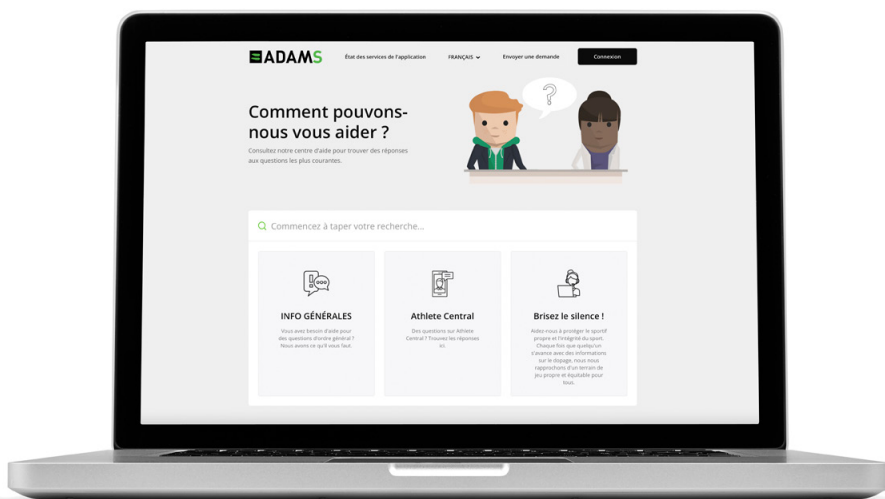 ADAMS
État des services de l'application
FRANÇAIS
Envoyer une demande
Connexion
Comment pouvons-
nous vous aider ?
Consultez notre centre d'aide pour trouver des réponses
aux questions les plus courantes.
?
Commencez à taper votre recherche...
INFO GÉNÉRALES
Vous avez besoin d'aide pour
des questions d'ordre général ?
Nous avons ce qu'il vous faut.
Athlete Central
Des questions sur Athlete
Central ? Trouvez les réponses
ici.
Brisez le silence !
Aidez-nous à protéger le sportif
propre et l'intégrité du sport.
Chaque fois que quelqu'un
s'avance avec des informations
sur le dopage, nous nous
rapprochons d'un terrain de
jeu propre et équitable pour
tous.